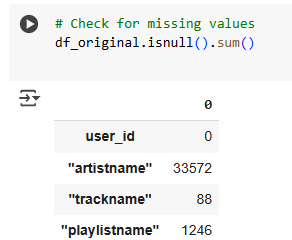 # Check for missing values
df_original.isnull().sum()
0
user_id 0
"artistname" 33572
"trackname" 88
"playlistname" 1246